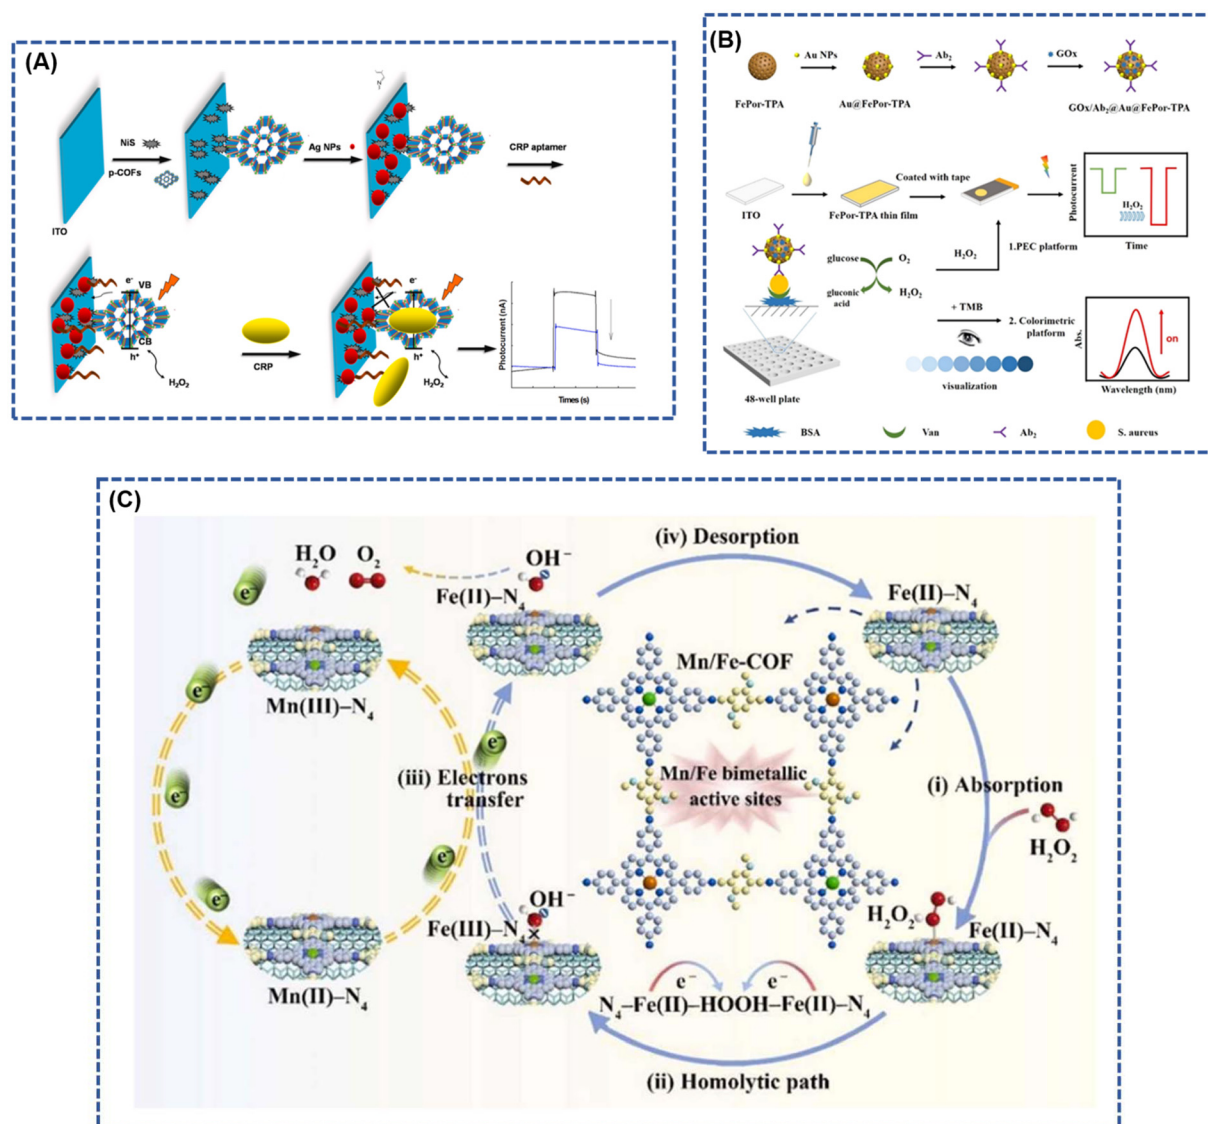 (A)
NiS
p-COFs
ITO
Ag NPs
CRP aptamer
e-
VB
CB
h+
H2O2
CRP
e-
h+
H2O2
Photocurrent (nA)
Times (s)
(B)
Au NPs
Ab2
GOx
FePor-TPA
Au@FePor-TPA
GOx/Ab2@Au@FePor-TPA
Coated with tape
ITO
FePor-TPA thin film
Photocurrent
H2O2
Time
1.PEC platform
glucose
O2
H2O2
gluconic
acid
H2O2
+ TMB
2. Colorimetric
platform
visualization
48-well plate
Abs.
on
Wavelength (nm)
BSA
Van
Ab2
S. aureus
(C)
H2O
O2
OH−
(iv) Desorption
e−
Fe(II)–N4
Fe(II)–N4
Mn/Fe-COF
e−
Mn(III)–N4
e−
(iii) Electrons
transfer
Mn/Fe bimetallic
active sites
(i) Absorption
e−
H2O2
e−
e−
OH−
Fe(III)–N4
H2O2
Fe(II)–N4
Mn(II)–N4
e−
e−
N4–Fe(II)–HOOH–Fe(II)–N4
(ii) Homolytic path